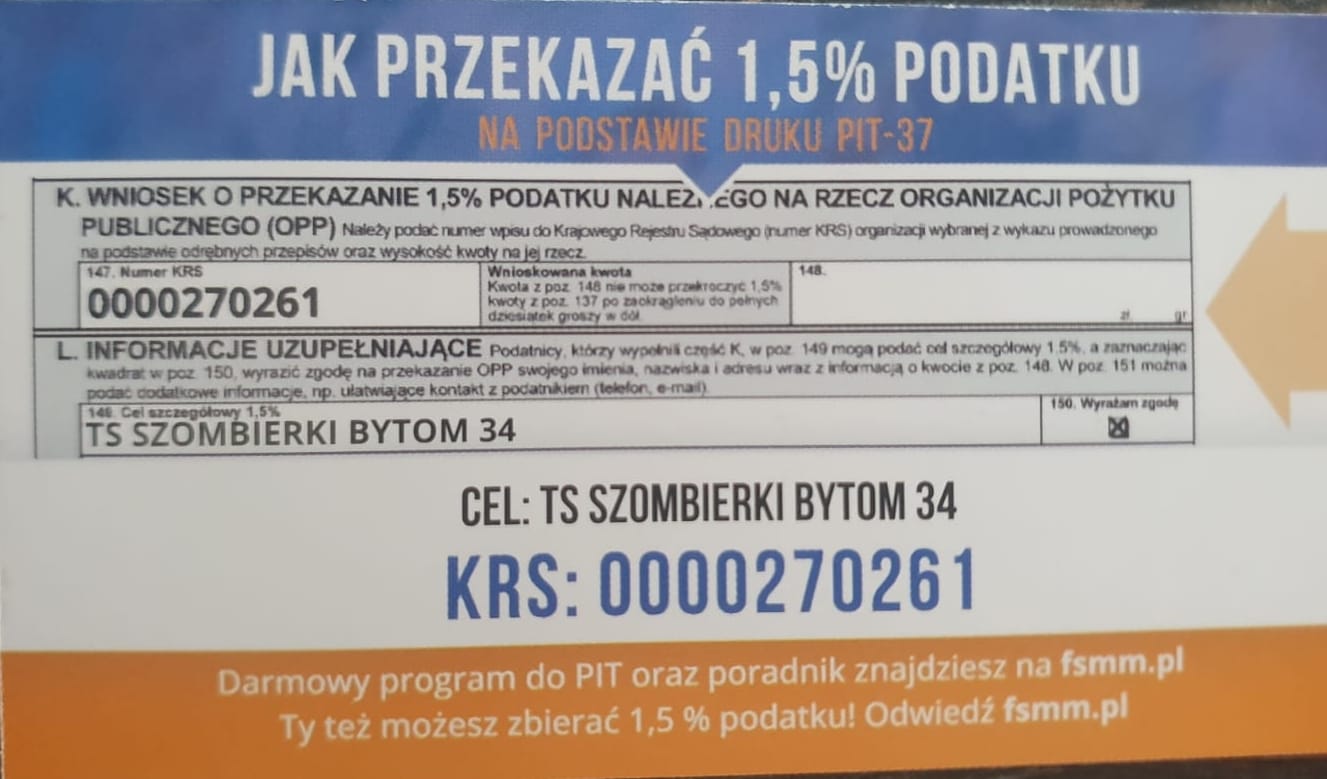 JAK PRZEKAZAĆ 1,5% PODATKU
NA PODSTAWIE DRUKU PIT-37
K. WNIOSEK O PRZEKAZANIE 1,5% PODATKU NALEŻ EGO NA RZECZ ORGANIZACJI POŻYTKU
PUBLICZNEGO (OPP) Należy podać numer wpisu do Krajowego Rejestru Sądowego (numer KRS) organizacji wybranej z wykazu prowadzonego
na podstawie odrębnych przepisów oraz wysokość kwoty na jej rzecz.
147. Numer KRS
0000270261
Wnioskowana kwota
Kwota z poz. 148 nie może przekroczyć 1,5%
kwoty z poz. 137 po zaokrągleniu do pełnych
dziesiątek groszy w dół.
148.
zł gr
L. INFORMACJE UZUPEŁNIAJĄCE Podatnicy, którzy wypełnili część K, w poz. 149 mogą podać cel szczegółowy 1,5%, a zaznaczając
kwadrat w poz. 150, wyrazić zgodę na przekazanie OPP swojego imienia, nazwiska i adresu wraz z informacją o kwocie z poz. 148. W poz. 151 można
podać dodatkowe informacje, np. ułatwiające kontakt z podatnikiem (telefon, e-mail).
149. Cel szczegółowy 1,5%
TS SZOMBIERKI BYTOM 34
150. Wyrażam zgodę
CEL: TS SZOMBIERKI BYTOM 34
KRS: 0000270261
Darmowy program do PIT oraz poradnik znajdziesz na fsmm.pl
Ty też możesz zbierać 1,5 % podatku! Odwiedź fsmm.pl